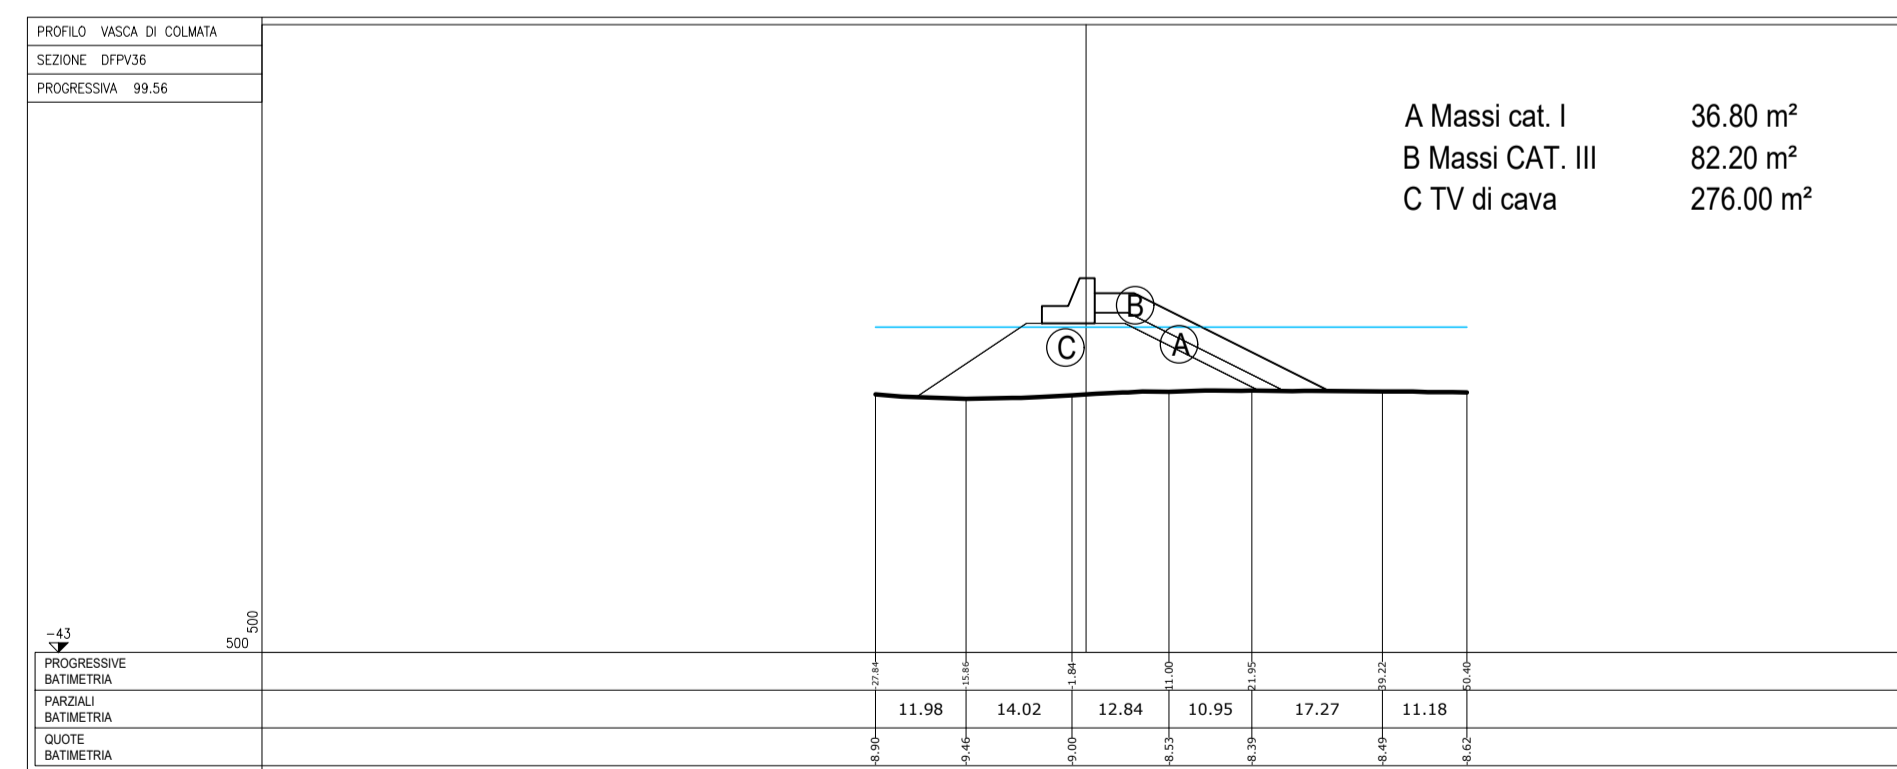 PROFILO VASCA DI COLMATA
SEZIONE DFPV36
PROGRESSIVA 99.56
A Massi cat. I 36.80 m²
B Massi CAT. III 82.20 m²
C TV di cava 276.00 m²
B
A
C
-43
500
500
PROGRESSIVE BATIMETRIA
-27.84 -15.86 -1.84 11.00 21.95 39.22 50.40
PARZIALI BATIMETRIA
11.98 14.02 12.84 10.95 17.27 11.18
QUOTE BATIMETRIA
-8.90 -9.46 -9.00 -8.53 -8.39 -8.49 -8.62